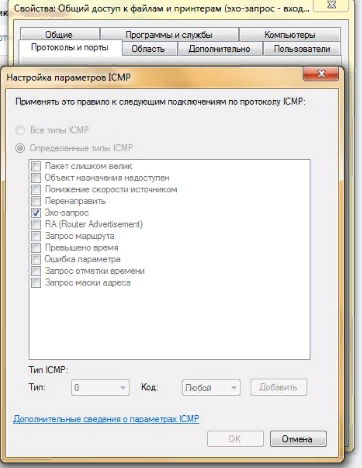 Свойства: Общий доступ к файлам и принтерам (эхо-запрос - вход...
Общие
Программы и службы
Компьютеры
Протоколы и порты
Область
Дополнительно
Пользователи
Настройка параметров ICMP
Применять это правило к следующим подключениям по протоколу ICMP:
Все типы ICMP
Определенные типы ICMP
Пакет слишком велик
Объект назначения недоступен
Понижение скорости источником
Перенаправить
Эхо-запрос
RA (Router Advertisement)
Запрос маршрута
Превышено время
Ошибка параметра
Запрос отметки времени
Запрос маски адреса
Тип ICMP:
Тип: 0 Код: Любой Добавить
Дополнительные сведения о параметрах ICMP
OK Отмена